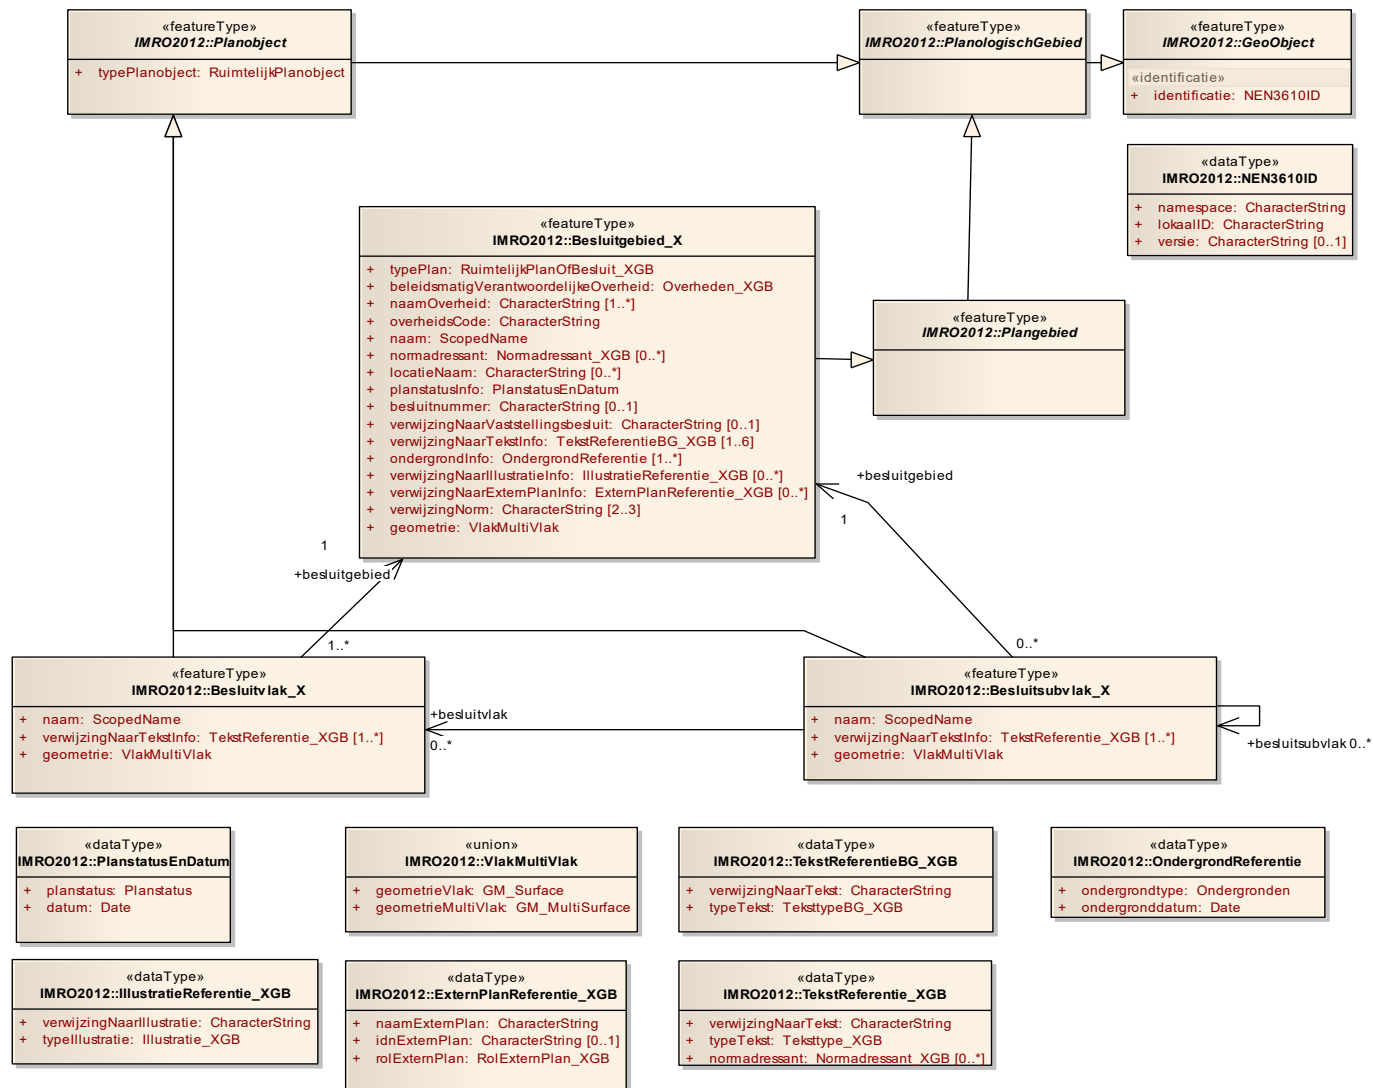 «featureType»
IMRO2012::Planobject
+ typePlanobject: RuimtelijkPlanobject
«featureType»
IMRO2012::PlanologischGebied
«featureType»
IMRO2012::GeoObject
«identificatie»
+ identificatie: NEN3610ID
«dataType»
IMRO2012::NEN3610ID
+ namespace: CharacterString
+ lokaalID: CharacterString
+ versie: CharacterString [0..1]
«featureType»
IMRO2012::Besluitgebied_X
+ typePlan: RuimtelijkPlanOfBesluit_XGB
+ beleidsmatigVerantwoordelijkeOverheid: Overheden_XGB
+ naamOverheid: CharacterString [1..*]
+ overheidsCode: CharacterString
+ naam: ScopedName
+ normadressant: Normadressant_XGB [0..*]
+ locatieNaam: CharacterString [0..*]
+ planstatusInfo: PlanstatusEnDatum
+ besluitnummer: CharacterString [0..1]
+ verwijzingNaarVaststellingsbesluit: CharacterString [0..1]
+ verwijzingNaarTekstInfo: TekstReferentieBG_XGB [1..6]
+ ondergrondInfo: OndergrondReferentie [1..*]
+ verwijzingNaarIllustratieInfo: IllustratieReferentie_XGB [0..*]
+ verwijzingNaarExternPlanInfo: ExternPlanReferentie_XGB [0..*]
+ verwijzingNorm: CharacterString [2..3]
+ geometrie: VlakMultiVlak
«featureType»
IMRO2012::Plangebied
+besluitgebied
1
1
+besluitgebied
1..*
0..*
«featureType»
IMRO2012::Besluitvlak_X
+ naam: ScopedName
+ verwijzingNaarTekstInfo: TekstReferentie_XGB [1..*]
+ geometrie: VlakMultiVlak
+besluitvlak
0..*
«featureType»
IMRO2012::Besluitsubvlak_X
+ naam: ScopedName
+ verwijzingNaarTekstInfo: TekstReferentie_XGB [1..*]
+ geometrie: VlakMultiVlak
+besluitsubvlak 0..*
«dataType»
IMRO2012::PlanstatusEnDatum
+ planstatus: Planstatus
+ datum: Date
«union»
IMRO2012::VlakMultiVlak
+ geometrieVlak: GM_Surface
+ geometrieMultiVlak: GM_MultiSurface
«dataType»
IMRO2012::TekstReferentieBG_XGB
+ verwijzingNaarTekst: CharacterString
+ typeTekst: TeksttypeBG_XGB
«dataType»
IMRO2012::OndergrondReferentie
+ ondergrondtype: Ondergronden
+ ondergronddatum: Date
«dataType»
IMRO2012::IllustratieReferentie_XGB
+ verwijzingNaarIllustratie: CharacterString
+ typeIllustratie: Illustratie_XGB
«dataType»
IMRO2012::ExternPlanReferentie_XGB
+ naamExternPlan: CharacterString
+ idnExternPlan: CharacterString [0..1]
+ rolExternPlan: RolExternPlan_XGB
«dataType»
IMRO2012::TekstReferentie_XGB
+ verwijzingNaarTekst: CharacterString
+ typeTekst: Teksttype_XGB
+ normadressant: Normadressant_XGB [0..*]